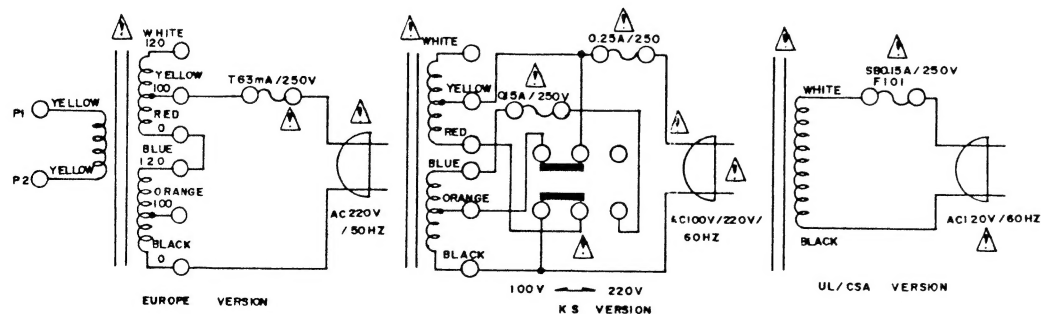 WHITE
120
YELLOW
100
RED
0
BLUE
120
ORANGE
100
BLACK
0
P1
YELLOW
P2
YELLOW
T63mA/250V
AC220V
/50HZ
EUROPE VERSION
WHITE
YELLOW
RED
BLUE
ORANGE
BLACK
0.25A/250
0.15A/250V
AC100V/220V/
60HZ
100V 220V
KS VERSION
WHITE
BLACK
SB0.15A/250V
F101
AC120V/60HZ
UL/CSA VERSION